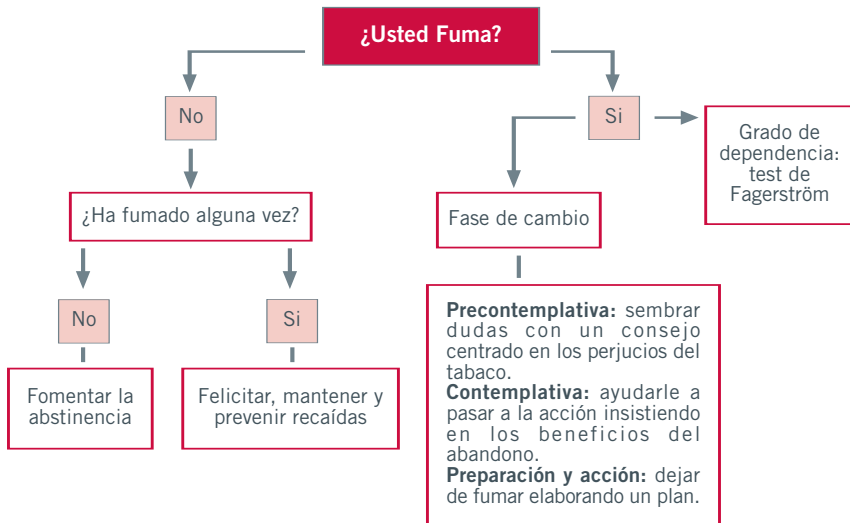 ¿Usted Fuma?
No
Si
Grado de
dependencia:
test de
Fagerström
¿Ha fumado alguna vez?
Fase de cambio
No
Si
Fomentar la
abstinencia
Felicitar, mantener y
prevenir recaídas
Precontemplativa: sembrar
dudas con un consejo
centrado en los perjucios del
tabaco.
Contemplativa: ayudarle a
pasar a la acción insistiendo
en los beneficios del
abandono.
Preparación y acción: dejar
de fumar elaborando un plan.